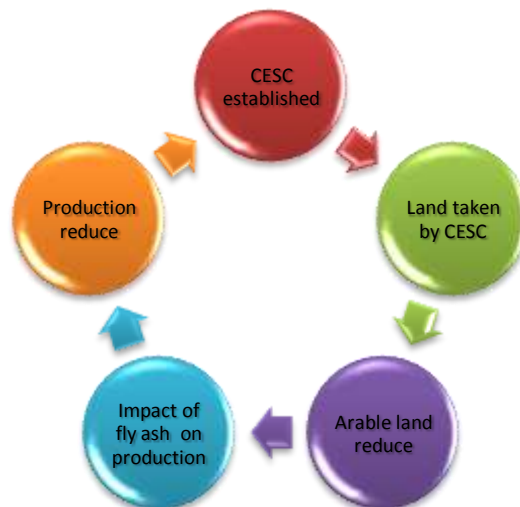 CESC
established
Land taken
by CESC
Arable land
reduce
Impact of
fly ash on
production
Production
reduce